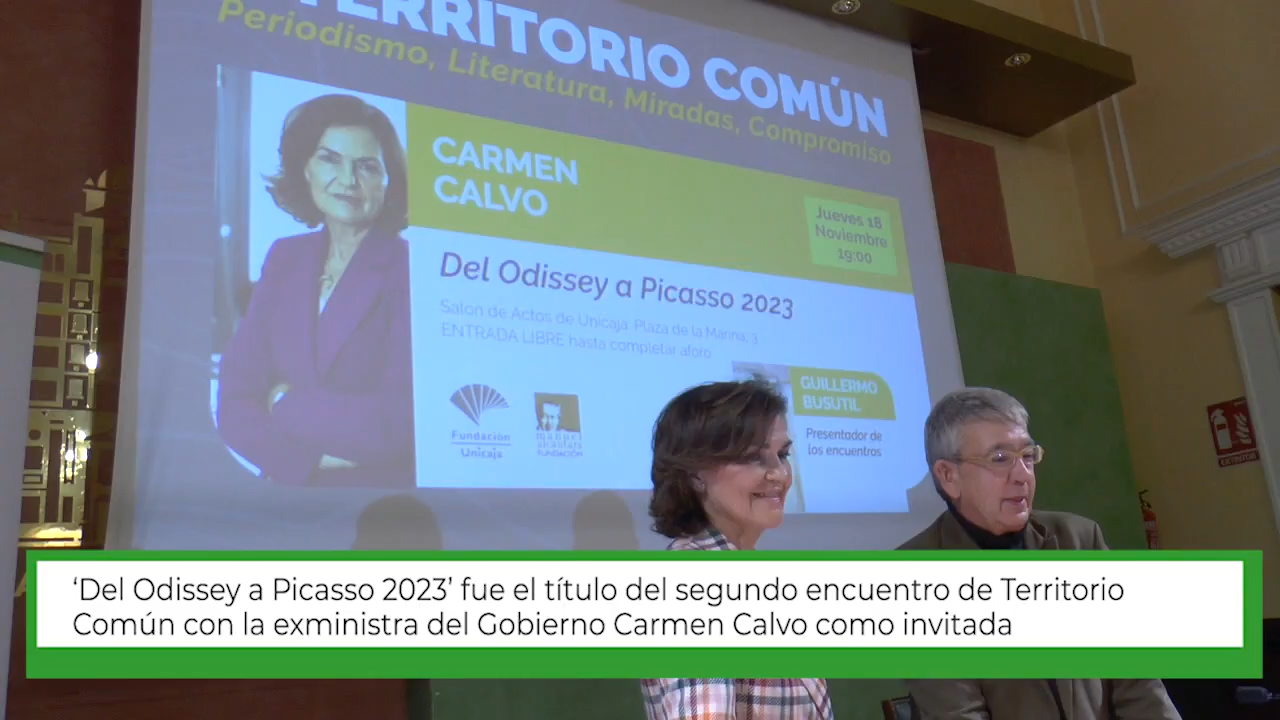 TERRITORIO COMÚN
Periodismo, Literatura, Miradas, Compromiso
CARMEN
CALVO
Jueves 18
Noviembre
19:00
Del Odissey a Picasso 2023
Salon de Actos de Unicaja. Plaza de la Marina, 3
ENTRADA LIBRE hasta completar aforo
Fundación
Unicaja
manuel
alcántara
FUNDACIÓN
GUILLERMO
BUSUTIL
Presentador de
los encuentros
EXTINTOR
‘Del Odissey a Picasso 2023’ fue el título del segundo encuentro de Territorio
Común con la exministra del Gobierno Carmen Calvo como invitada